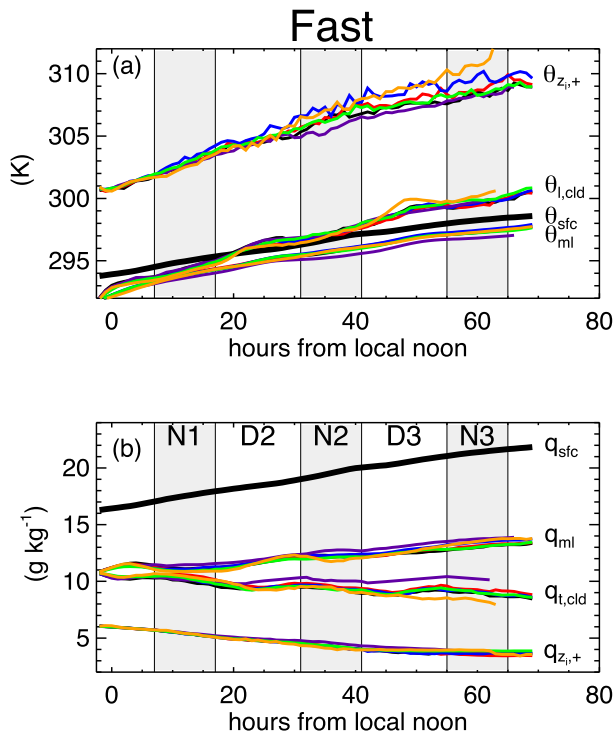 Fast
(a)
310
305
300
295
(K)
θzᵢ,+
θl,cld
θsfc
θml
0 20 40 60 80
hours from local noon
(b) N1 D2 N2 D3 N3
20
15
10
5
(g kg⁻¹)
qsfc
qml
qt,cld
qzᵢ,+
0 20 40 60 80
hours from local noon